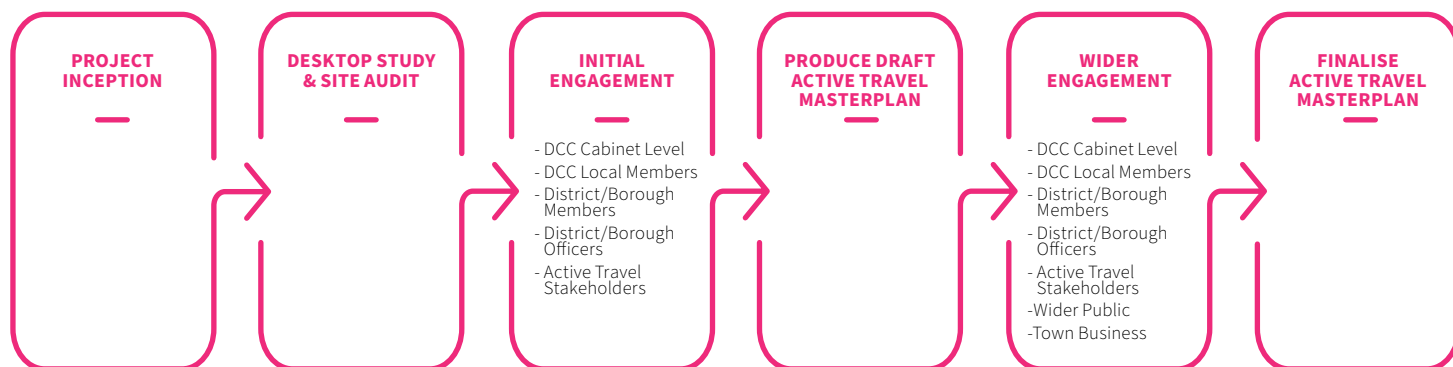 PROJECT
INCEPTION
DESKTOP STUDY
& SITE AUDIT
INITIAL
ENGAGEMENT
- DCC Cabinet Level
- DCC Local Members
- District/Borough
Members
- District/Borough
Officers
- Active Travel
Stakeholders
PRODUCE DRAFT
ACTIVE TRAVEL
MASTERPLAN
WIDER
ENGAGEMENT
- DCC Cabinet Level
- DCC Local Members
- District/Borough
Members
- District/Borough
Officers
- Active Travel
Stakeholders
-Wider Public
-Town Business
FINALISE
ACTIVE TRAVEL
MASTERPLAN